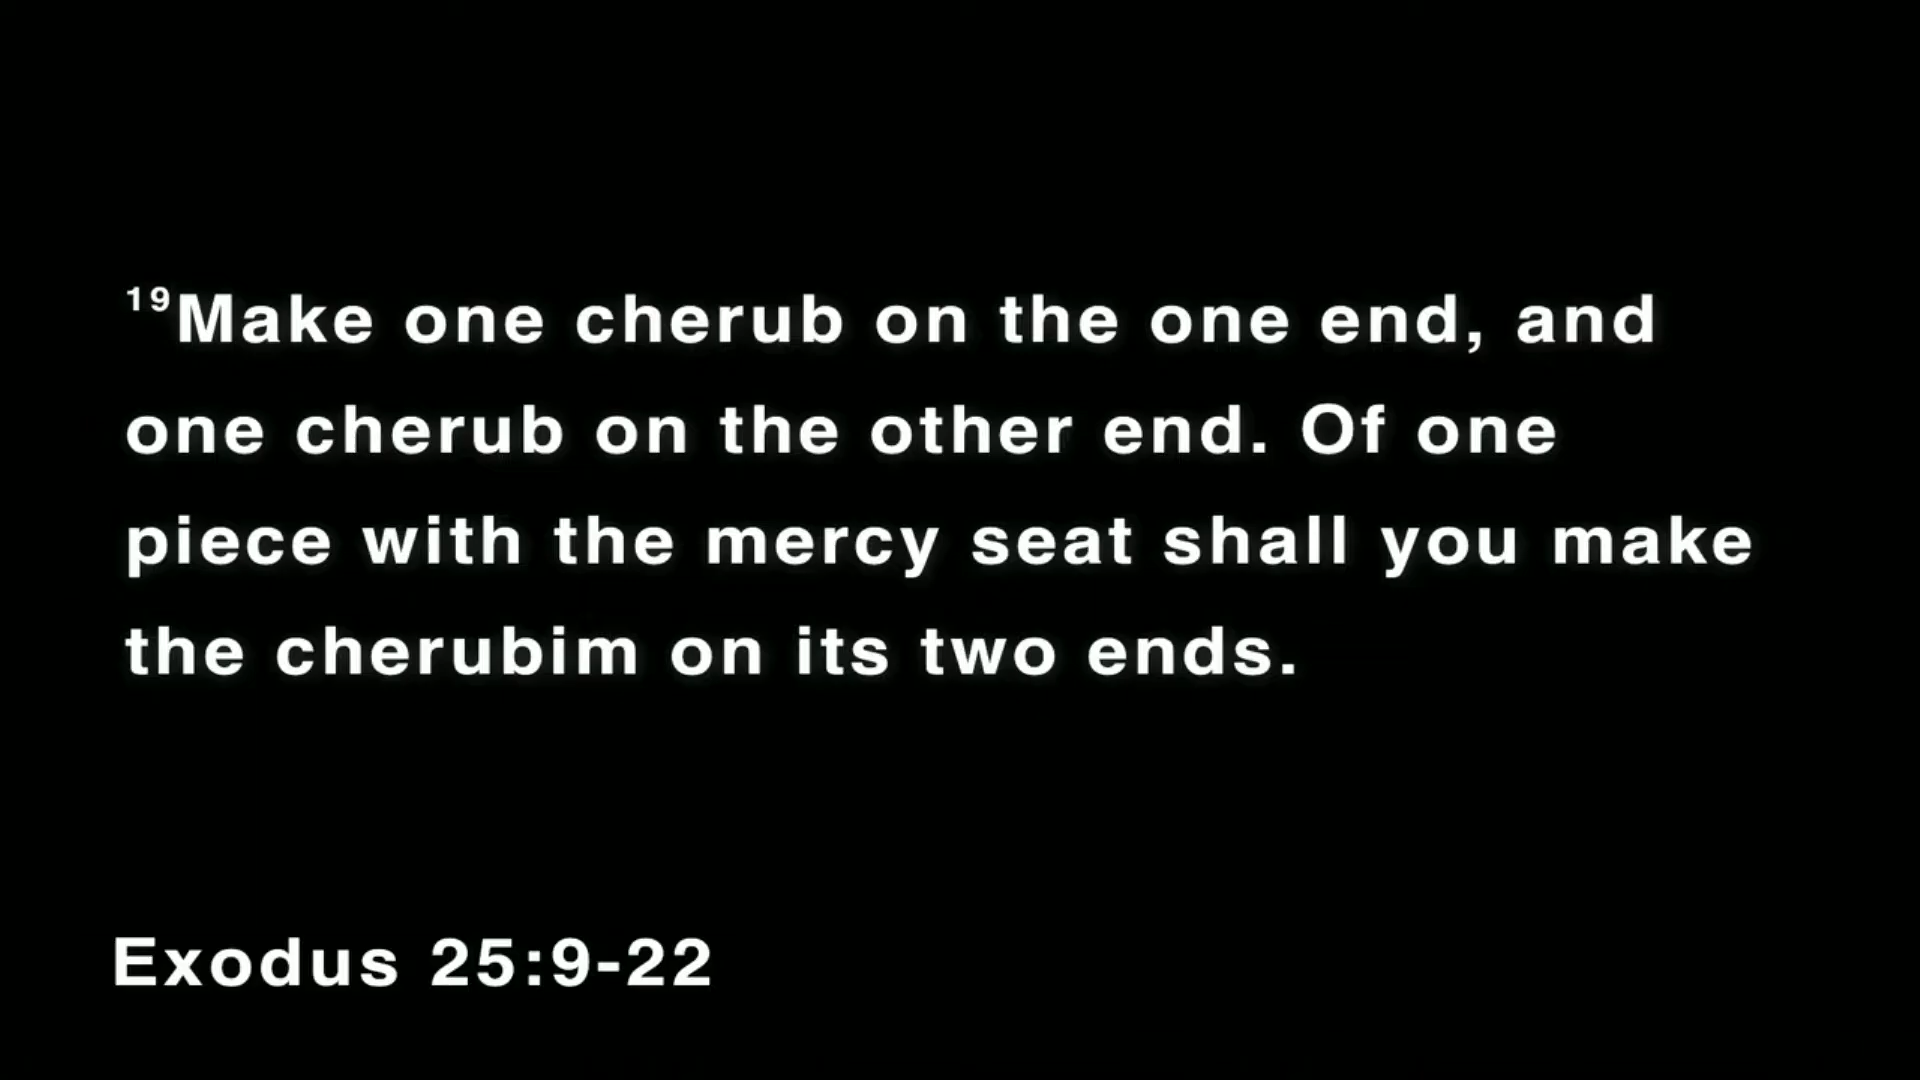 ¹⁹Make one cherub on the one end, and
one cherub on the other end. Of one
piece with the mercy seat shall you make
the cherubim on its two ends.
Exodus 25:9-22